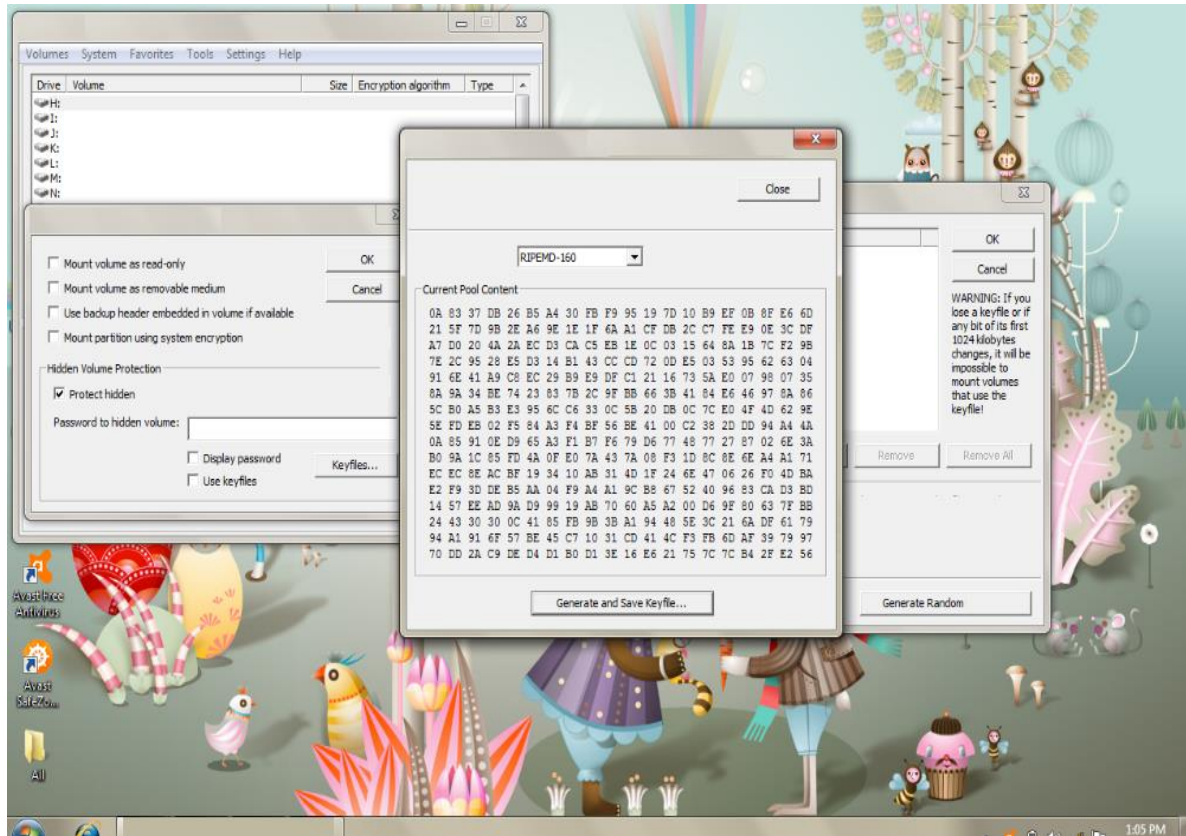 Volumes System Favorites Tools Settings Help
Drive Volume Size Encryption algorithm Type
H:
I:
J:
K:
L:
M:
N:
Mount volume as read-only
Mount volume as removable medium
Use backup header embedded in volume if available
Mount partition using system encryption
OK
Cancel
Hidden Volume Protection
Protect hidden
Password to hidden volume:
Display password
Use keyfiles
Keyfiles...
Close
RIPEMD-160
Current Pool Content
0A 83 37 DB 26 B5 A4 30 FB F9 95 19 7D 10 B9 EF 0B 8F E6 6D
21 5F 7D 9B 2E A6 9E 1E 1F 6A A1 CF DB 2C C7 FE E9 0E 3C DF
A7 D0 20 4A 2A EC D3 CA C5 EB 1E 0C 03 15 64 8A 1B 7C F2 9B
7E 2C 95 28 E5 D3 14 B1 43 CC CD 72 0D E5 03 53 95 62 63 04
91 6E 41 A9 C8 EC 29 B9 E9 DF C1 21 16 73 5A E0 07 98 07 35
8A 9A 34 BE 74 23 83 7B 2C 9F BB 66 3B 41 84 E6 46 97 8A 86
5C B0 A5 B3 E3 95 6C C6 33 0C 5B 20 DB 0C 7C E0 4F 4D 62 9E
5E FD EB 02 F5 84 A3 F4 BF 56 BE 41 00 C2 38 2D DD 94 A4 4A
0A 85 91 0E D9 65 A3 F1 B7 F6 79 D6 77 48 77 27 87 02 6E 3A
B0 9A 1C 85 FD 4A 0F E0 7A 43 7A 08 F3 1D 8C 8E 6E A4 A1 71
EC EC 8E AC BF 19 34 10 AB 31 4D 1F 24 6E 47 06 26 F0 4D BA
E2 F9 3D DE B5 AA 04 F9 A4 A1 9C B8 67 52 40 96 83 CA D3 BD
14 57 EE AD 9A D9 99 19 AB 70 60 A5 A2 00 D6 9F 80 63 7F BB
24 43 30 30 0C 41 85 FB 9B 3B A1 94 48 5E 3C 21 6A DF 61 79
94 A1 91 6F 57 BE 45 C7 10 31 CD 41 4C F3 FB 6D AF 39 79 97
70 DD 2A C9 DE D4 D1 B0 D1 3E 16 E6 21 75 7C 7C B4 2F E2 56
Generate and Save Keyfile...
OK
Cancel
WARNING: If you
lose a keyfile or if
any bit of its first
1024 kilobytes
changes, it will be
impossible to
mount volumes
that use the
keyfile!
Remove
Remove All
Generate Random
Avast Free
Antivirus
Avast
SafeZo...
All
1:05 PM